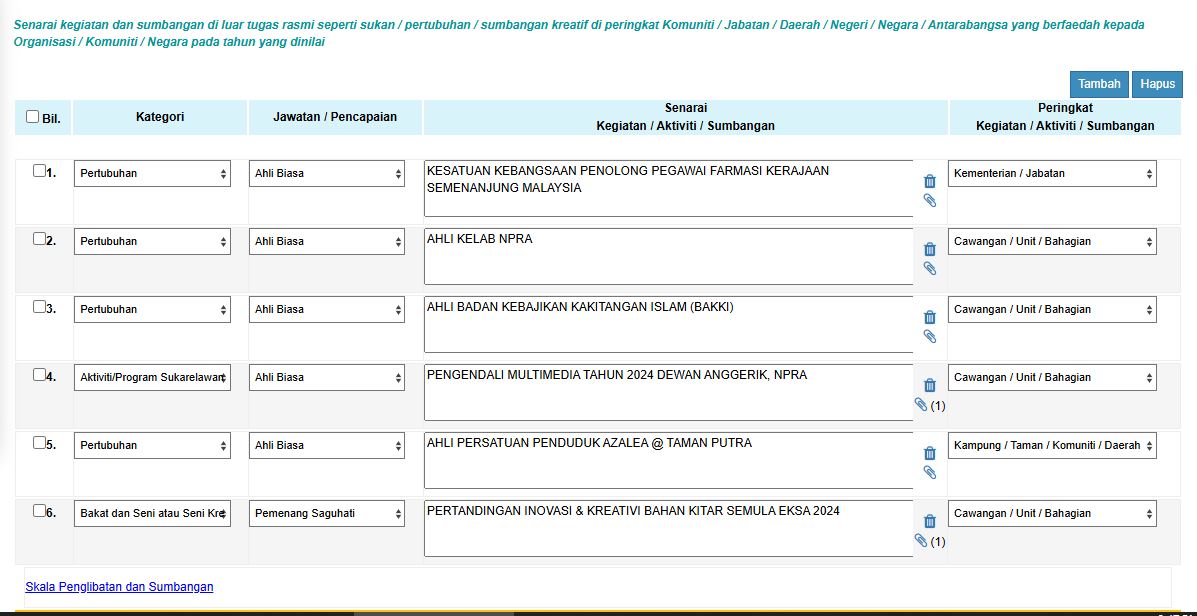 Senarai kegiatan dan sumbangan di luar tugas rasmi seperti sukan / pertubuhan / sumbangan kreatif di peringkat Komuniti / Jabatan / Daerah / Negeri / Negara / Antarabangsa yang berfaedah kepada
Organisasi / Komuniti / Negara pada tahun yang dinilai
Tambah Hapus
Bil. Kategori Jawatan / Pencapaian Senarai
Kegiatan / Aktiviti / Sumbangan Peringkat
Kegiatan / Aktiviti / Sumbangan
1. Pertubuhan Ahli Biasa KESATUAN KEBANGSAAN PENOLONG PEGAWAI FARMASI KERAJAAN
SEMENANJUNG MALAYSIA Kementerian / Jabatan
2. Pertubuhan Ahli Biasa AHLI KELAB NPRA Cawangan / Unit / Bahagian
3. Pertubuhan Ahli Biasa AHLI BADAN KEBAJIKAN KAKITANGAN ISLAM (BAKKI) Cawangan / Unit / Bahagian
4. Aktiviti/Program Sukarelawan Ahli Biasa PENGENDALI MULTIMEDIA TAHUN 2024 DEWAN ANGGERIK, NPRA (1) Cawangan / Unit / Bahagian
5. Pertubuhan Ahli Biasa AHLI PERSATUAN PENDUDUK AZALEA @ TAMAN PUTRA Kampung / Taman / Komuniti / Daerah
6. Bakat dan Seni atau Seni Kre Pemenang Saguhati PERTANDINGAN INOVASI & KREATIVI BAHAN KITAR SEMULA EKSA 2024 (1) Cawangan / Unit / Bahagian
Skala Penglibatan dan Sumbangan